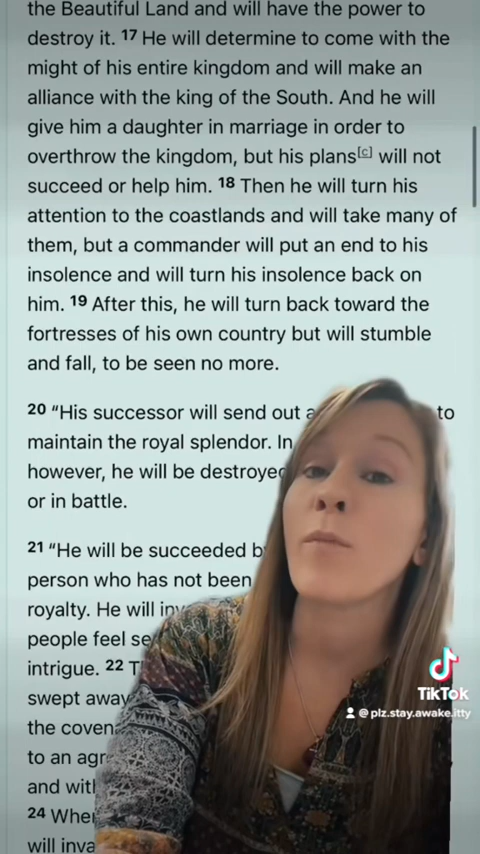 the Beautiful Land and will have the power to
destroy it. 17 He will determine to come with the
might of his entire kingdom and will make an
alliance with the king of the South. And he will
give him a daughter in marriage in order to
overthrow the kingdom, but his plans[c] will not
succeed or help him. 18 Then he will turn his
attention to the coastlands and will take many of
them, but a commander will put an end to his
insolence and will turn his insolence back on
him. 19 After this, he will turn back toward the
fortresses of his own country but will stumble
and fall, to be seen no more.
20 “His successor will send out a to
maintain the royal splendor. In
however, he will be destroyed
or in battle.
21 “He will be succeeded b
person who has not been
royalty. He will inv
people feel se
intrigue. 22 T
swept away
the coven
to an agr
and with
24 When
will inva
TikTok
@plz.stay.awake.itty